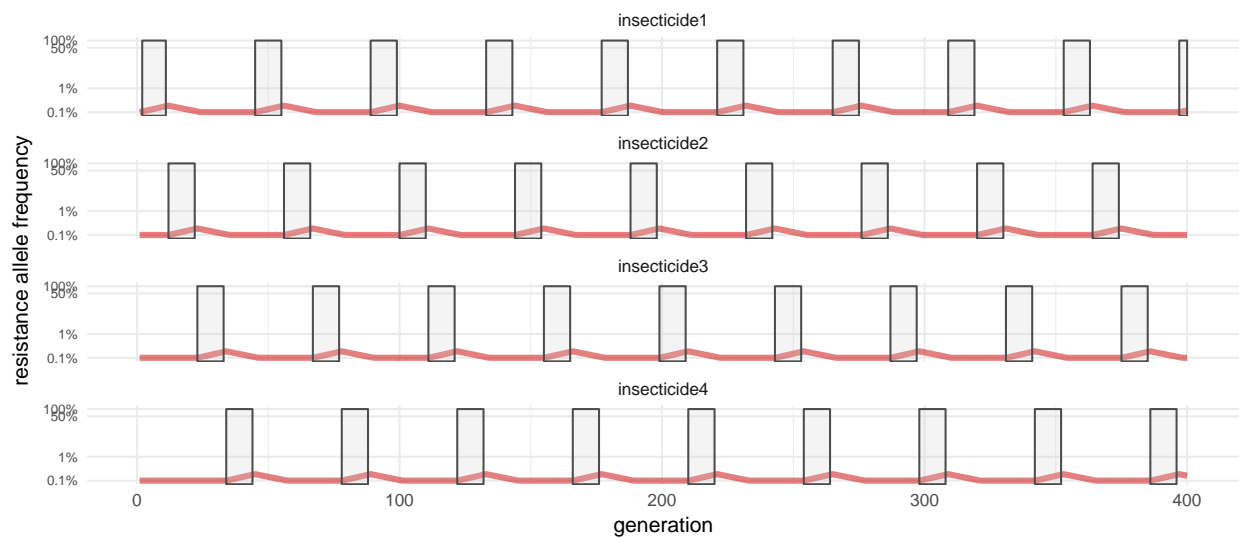 insecticide1
100%
50%
1%
0.1%
insecticide2
100%
50%
1%
0.1%
insecticide3
100%
50%
1%
0.1%
insecticide4
100%
50%
1%
0.1%
0 100 200 300 400
generation
resistance allele frequency